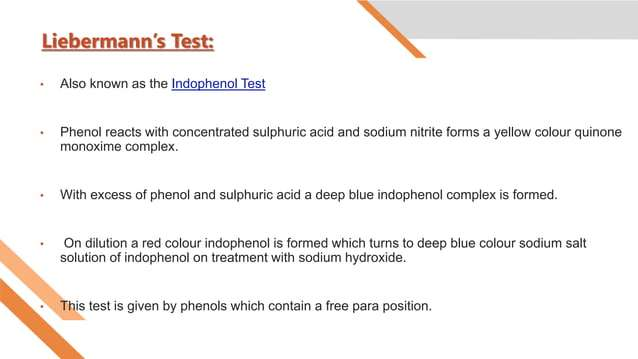 Liebermann's Test:
• Also known as the Indophenol Test
• Phenol reacts with concentrated sulphuric acid and sodium nitrite forms a yellow colour quinone
monoxime complex.
• With excess of phenol and sulphuric acid a deep blue indophenol complex is formed.
• On dilution a red colour indophenol is formed which turns to deep blue colour sodium salt
solution of indophenol on treatment with sodium hydroxide.
• This test is given by phenols which contain a free para position.